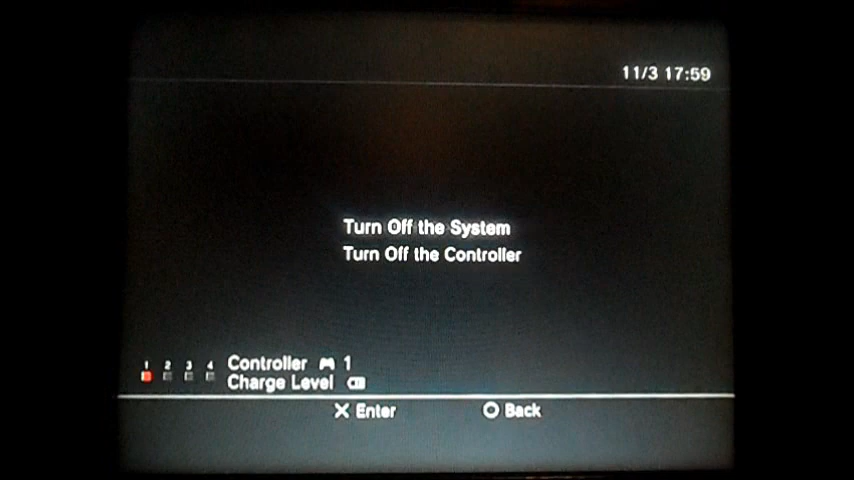 11/3 17:59
Turn Off the System
Turn Off the Controller
1 2 3 4
Controller 1
Charge Level
Enter Back